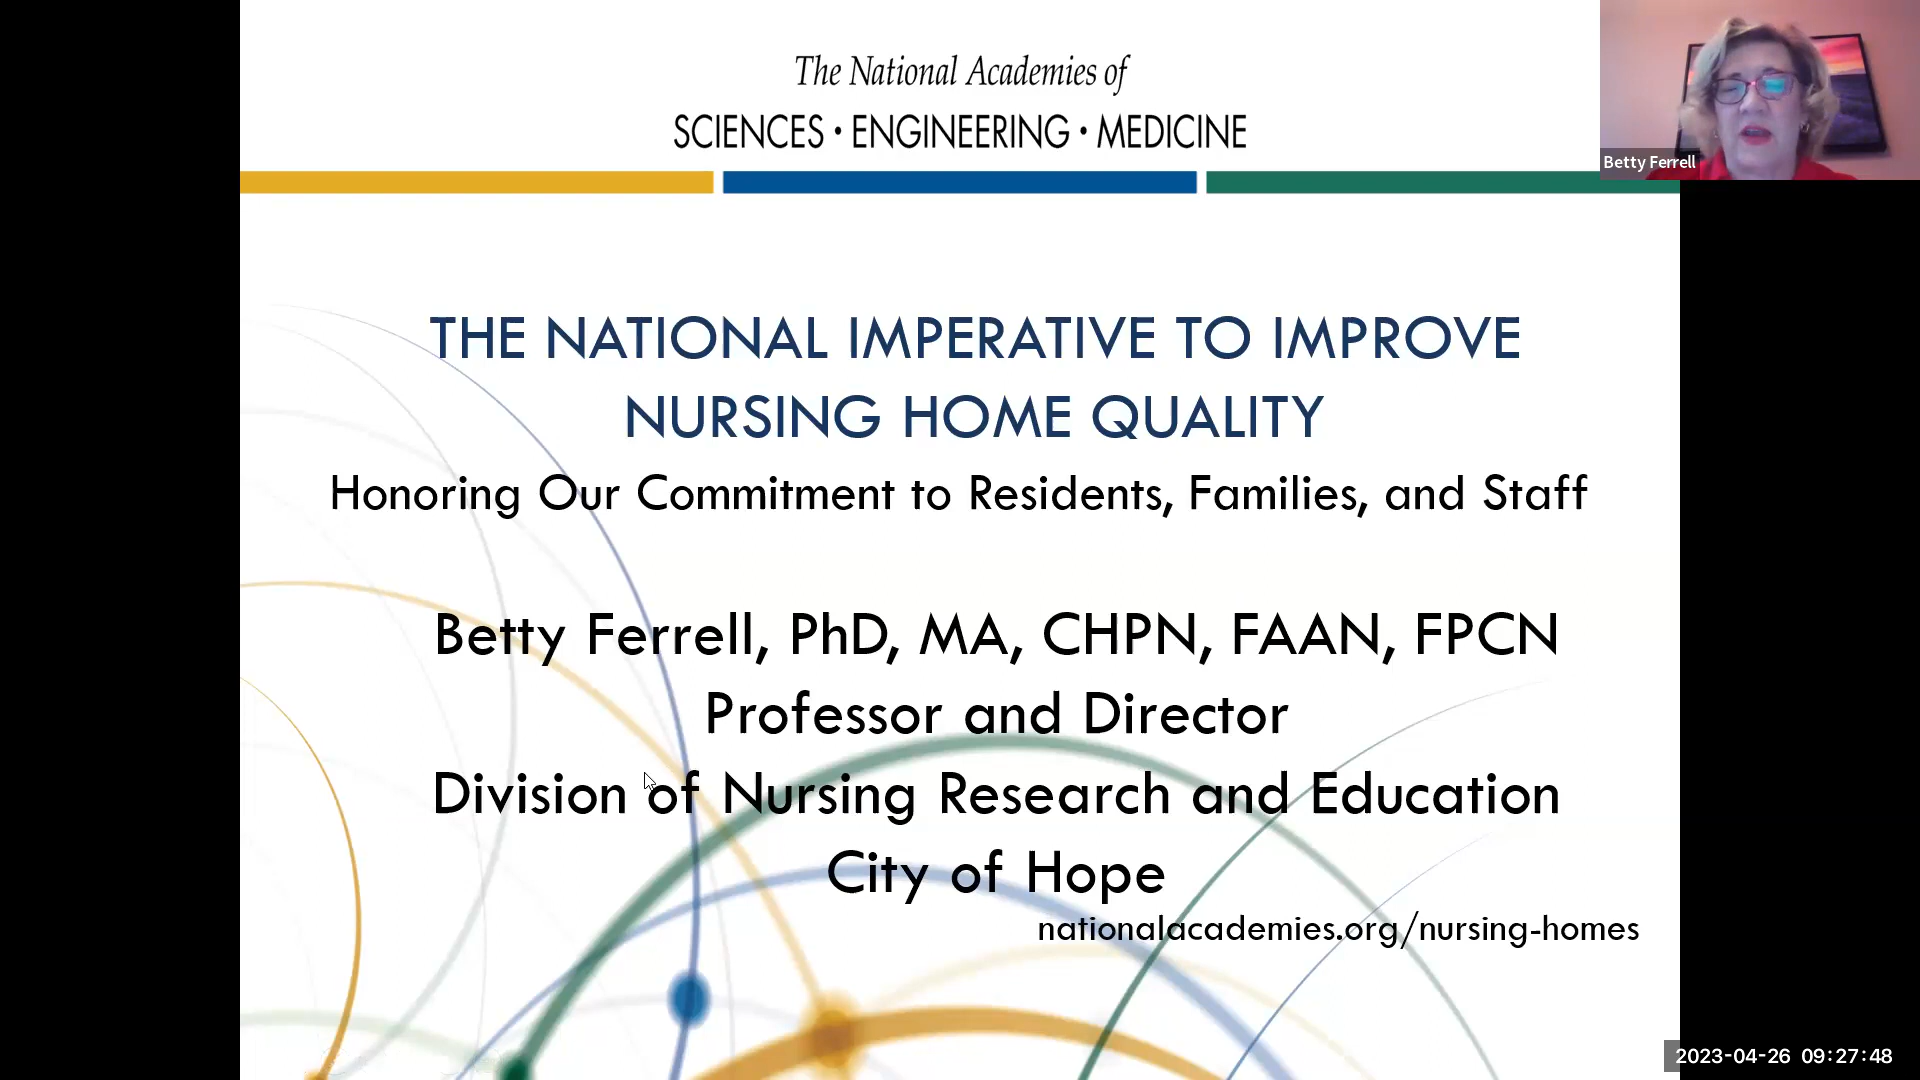 The National Academies of
SCIENCES • ENGINEERING • MEDICINE
Betty Ferrell
THE NATIONAL IMPERATIVE TO IMPROVE
NURSING HOME QUALITY
Honoring Our Commitment to Residents, Families, and Staff
Betty Ferrell, PhD, MA, CHPN, FAAN, FPCN
Professor and Director
Division of Nursing Research and Education
City of Hope
nationalacademies.org/nursing-homes
2023-04-26 09:27:48